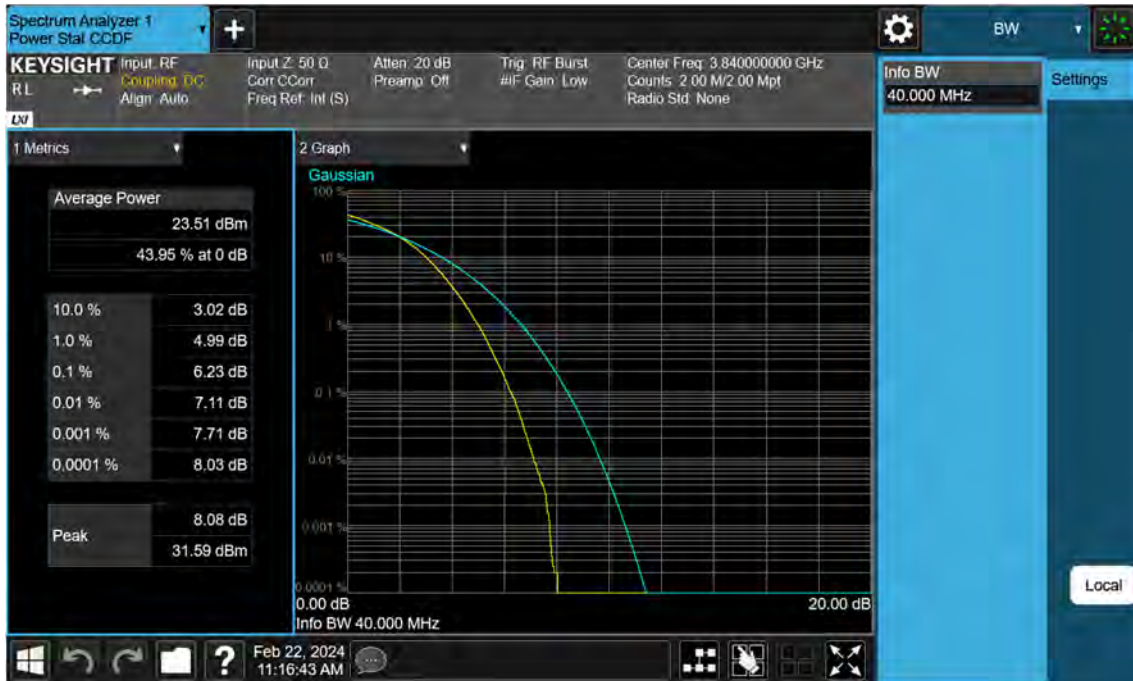 Spectrum Analyzer 1
Power Stat CCDF
+
BW
KEYSIGHT
RL
LXI
Input: RF
Coupling: DC
Align: Auto
Input Z: 50 Ω
Corr CCorr
Freq Ref: Int (S)
Atten: 20 dB
Preamp: Off
Trig: RF Burst
#IF Gain: Low
Center Freq: 3.840000000 GHz
Counts: 2.00 M/2.00 Mpt
Radio Std: None
Info BW
40.000 MHz
Settings
1 Metrics
Average Power
23.51 dBm
43.95 % at 0 dB
10.0 % 3.02 dB
1.0 % 4.99 dB
0.1 % 6.23 dB
0.01 % 7.11 dB
0.001 % 7.71 dB
0.0001 % 8.03 dB
Peak
8.08 dB
31.59 dBm
2 Graph
Gaussian
100 %
10 %
1 %
0.1 %
0.01 %
0.001 %
0.0001 %
0.00 dB 20.00 dB
Info BW 40.000 MHz
Local
?
Feb 22, 2024
11:16:43 AM